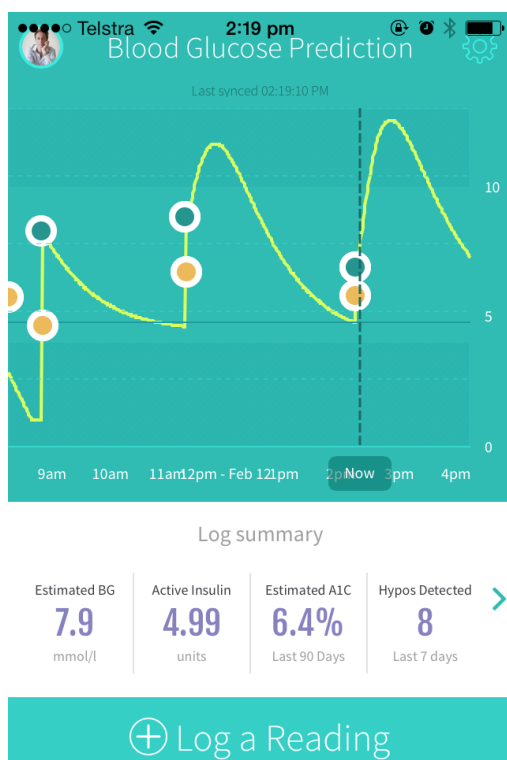 Telstra 2:19 pm
Blood Glucose Prediction
Last synced 02:19:10 PM
10
5
0
9am 10am 11am 12pm - Feb 12 1pm 2pm Now 3pm 4pm
Log summary
Estimated BG Active Insulin Estimated A1C Hypos Detected
7.9 4.99 6.4% 8
mmol/l units Last 90 Days Last 7 days
Log a Reading